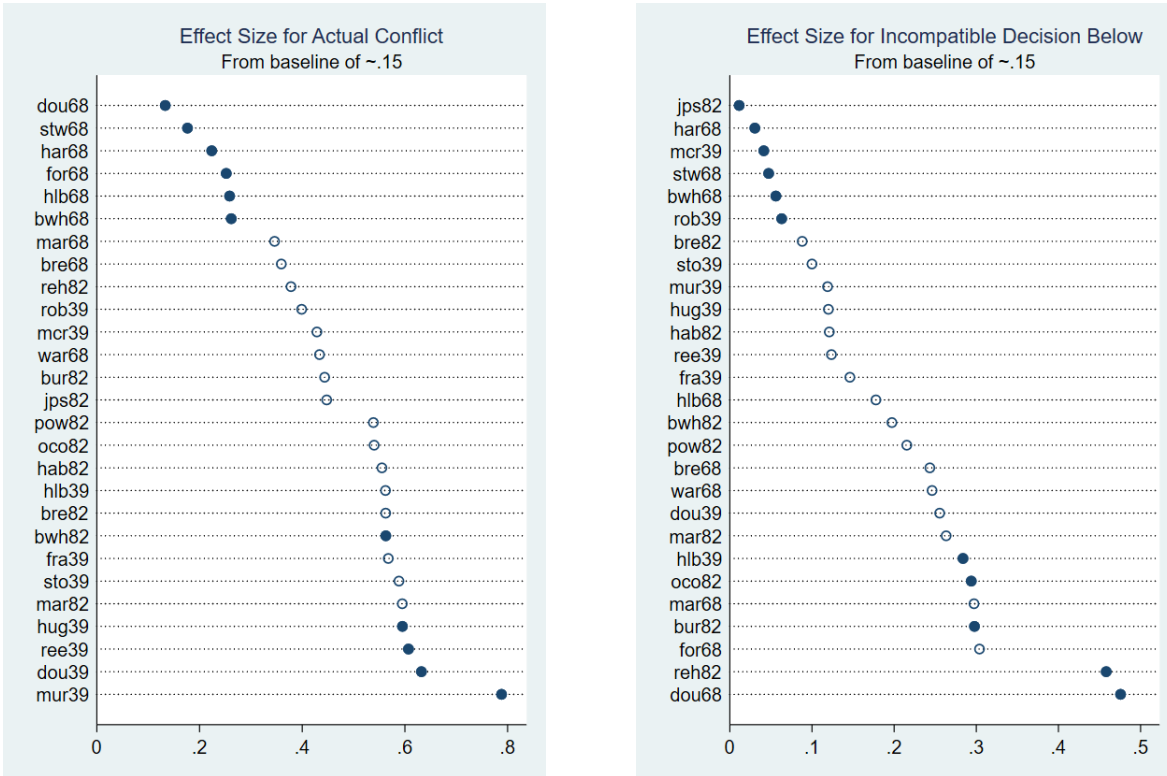 Effect Size for Actual Conflict
From baseline of ~.15
dou68
stw68
har68
for68
hlb68
bwh68
mar68
bre68
reh82
rob39
mcr39
war68
bur82
jps82
pow82
oco82
hab82
hlb39
bre82
bwh82
fra39
sto39
mar82
hug39
ree39
dou39
mur39
0 .2 .4 .6 .8
Effect Size for Incompatible Decision Below
From baseline of ~.15
jps82
har68
mcr39
stw68
bwh68
rob39
bre82
sto39
mur39
hug39
hab82
ree39
fra39
hlb68
bwh82
pow82
bre68
war68
dou39
mar82
hlb39
oco82
mar68
bur82
for68
reh82
dou68
0 .1 .2 .3 .4 .5